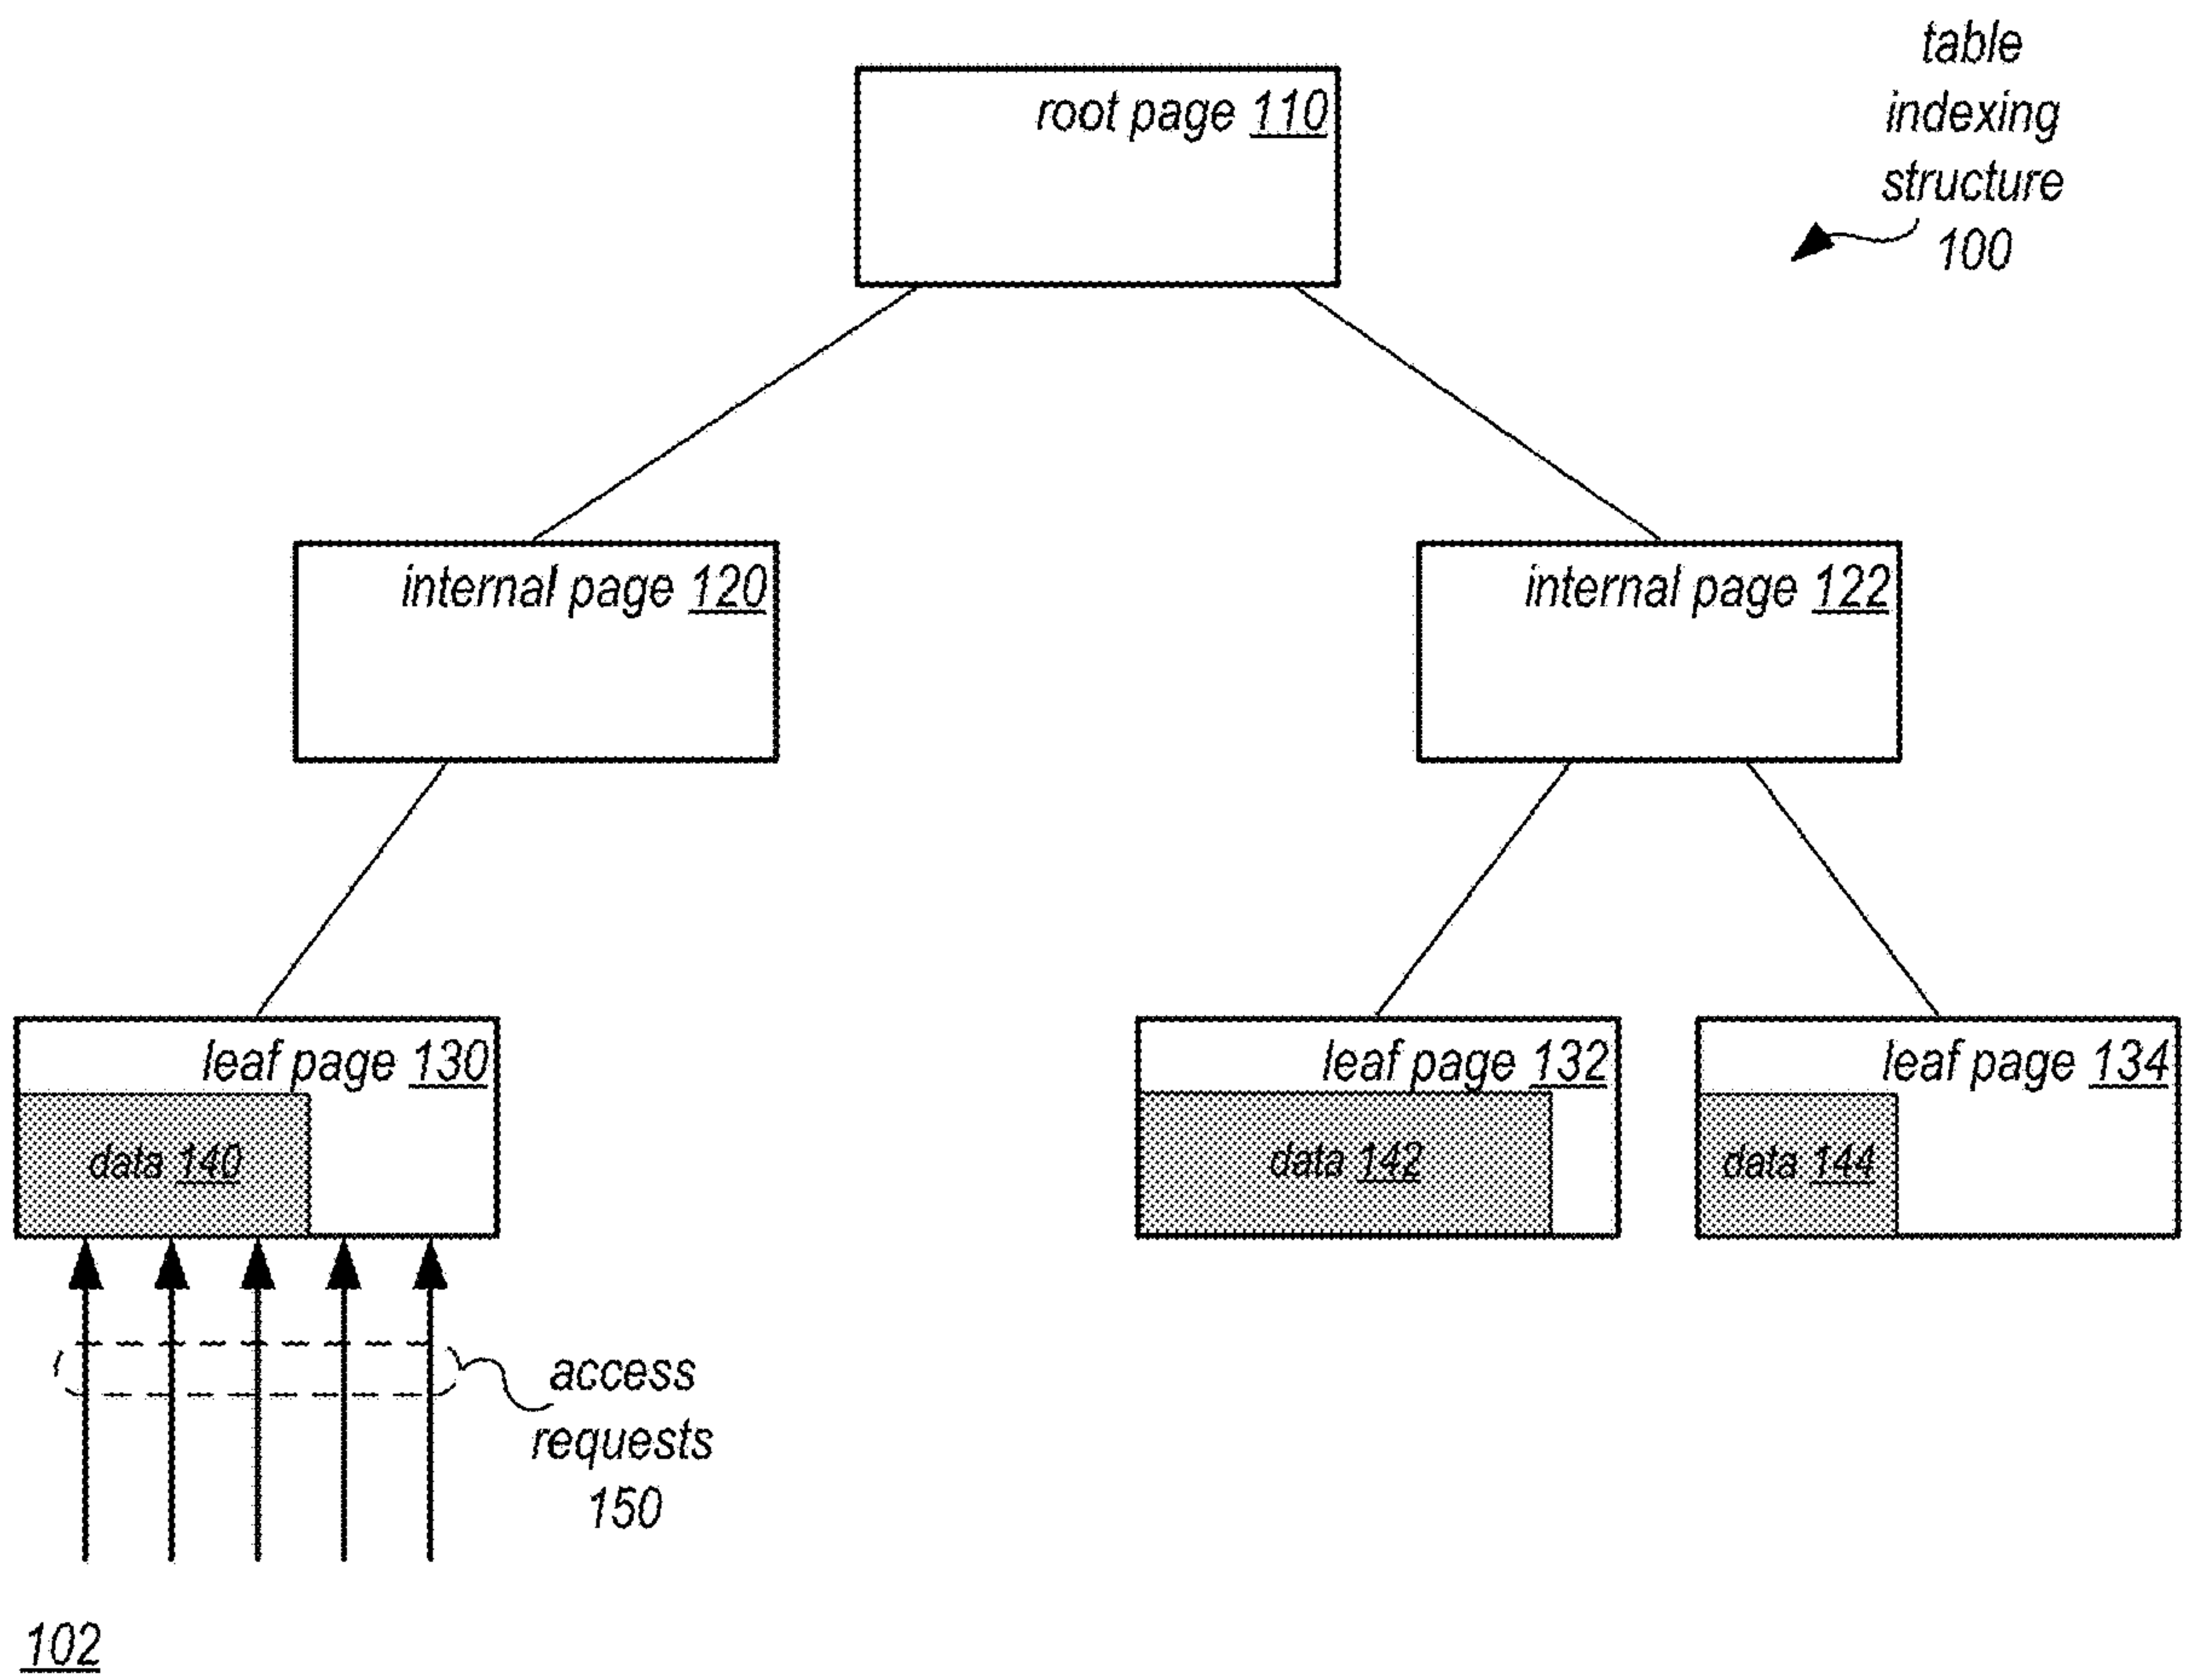 table
indexing
structure
100
root page 110
internal page 120
internal page 122
leaf page 130
leaf page 132
leaf page 134
data 140
data 142
data 144
access
requests
150
102